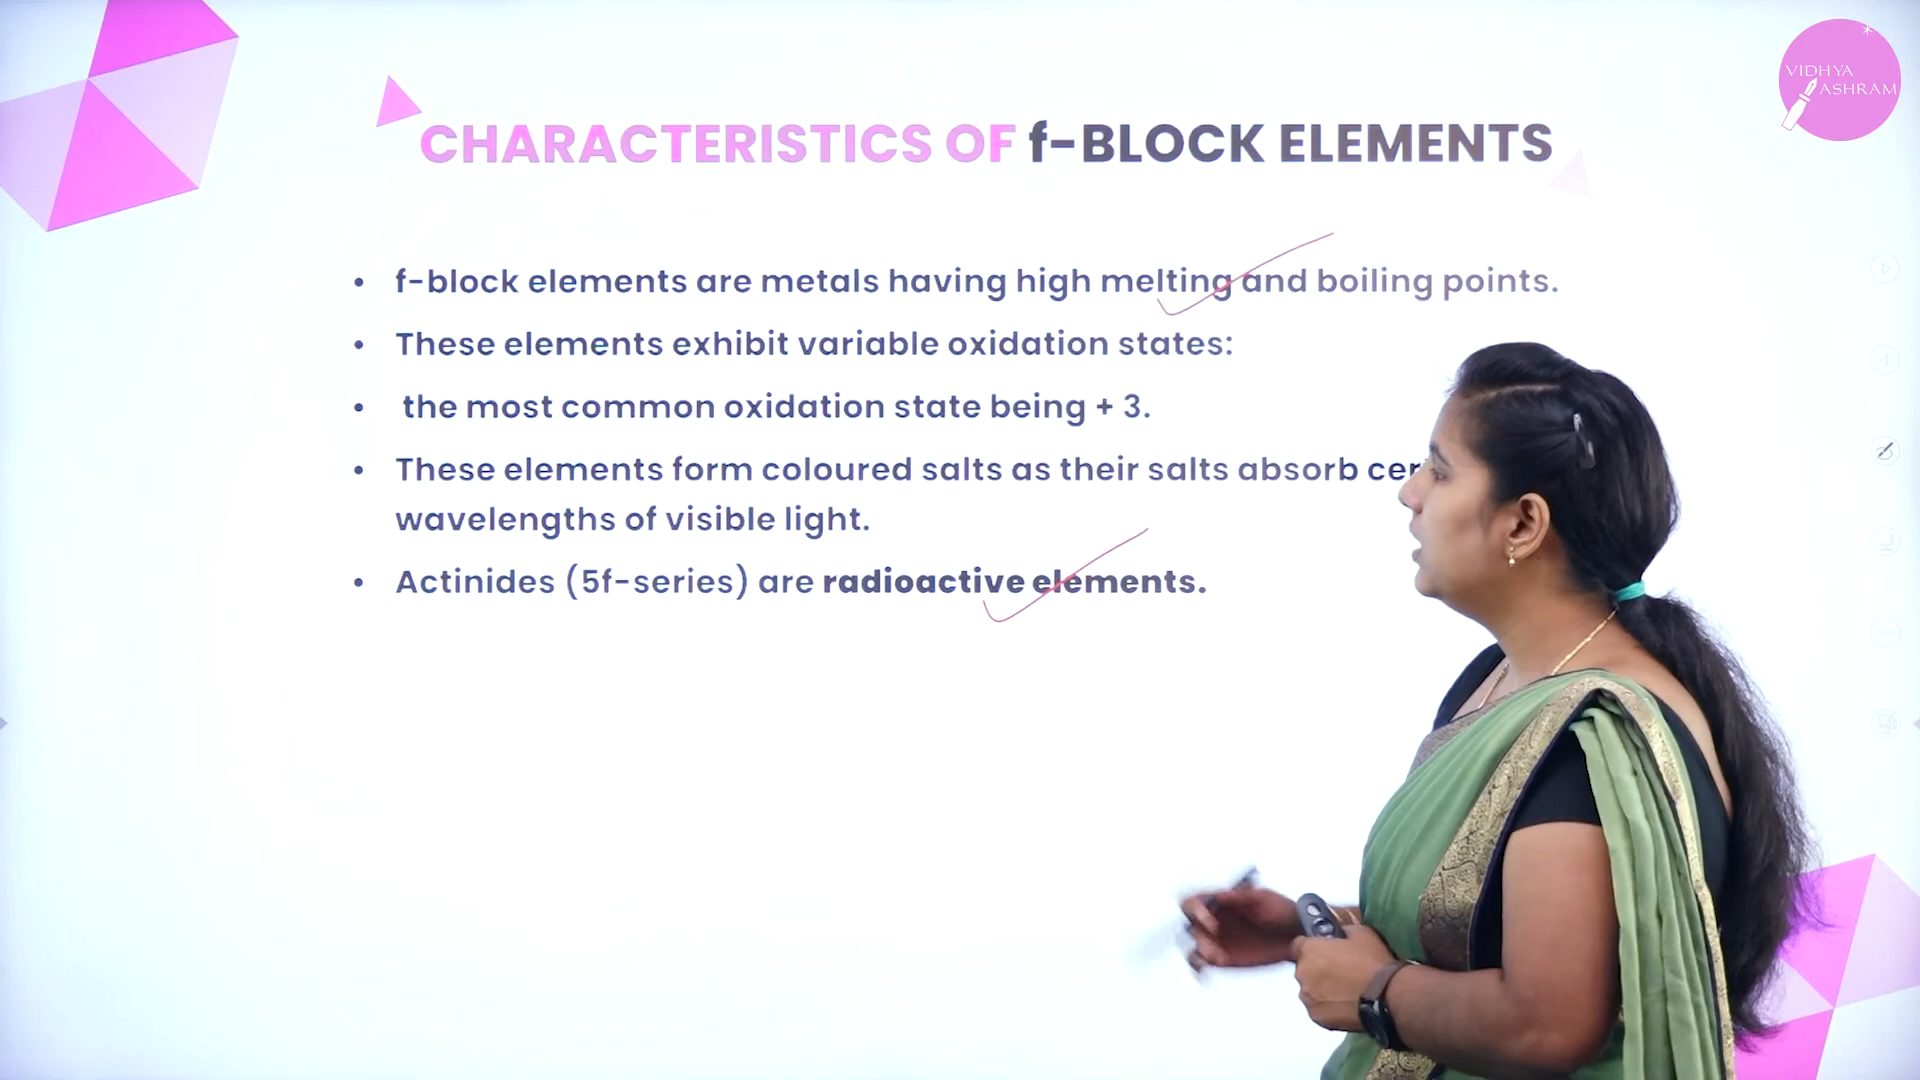 VIDHYA
ASHRAM
CHARACTERISTICS OF f-BLOCK ELEMENTS
• f-block elements are metals having high melting and boiling points.
• These elements exhibit variable oxidation states:
• the most common oxidation state being + 3.
• These elements form coloured salts as their salts absorb
wavelengths of visible light.
• Actinides (5f-series) are radioactive elements.